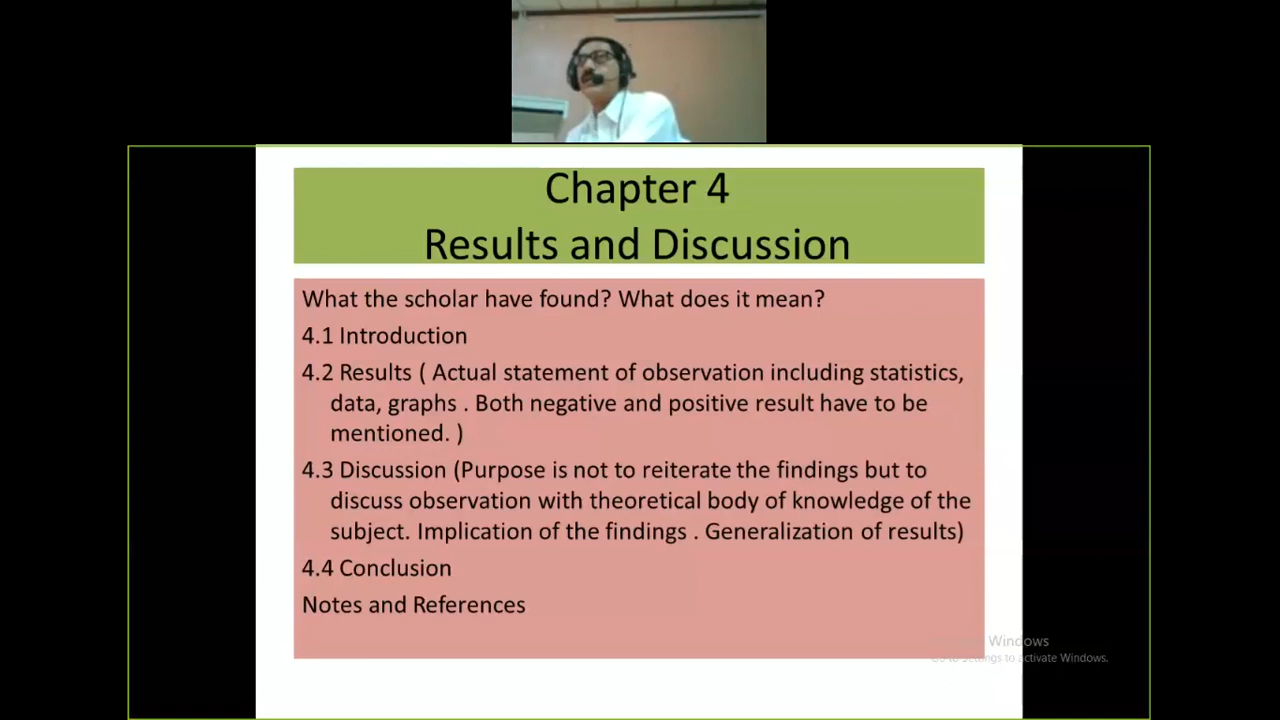 Chapter 4
Results and Discussion
What the scholar have found? What does it mean?
4.1 Introduction
4.2 Results ( Actual statement of observation including statistics,
data, graphs . Both negative and positive result have to be
mentioned. )
4.3 Discussion (Purpose is not to reiterate the findings but to
discuss observation with theoretical body of knowledge of the
subject. Implication of the findings . Generalization of results)
4.4 Conclusion
Notes and References
Windows
to activate Windows.